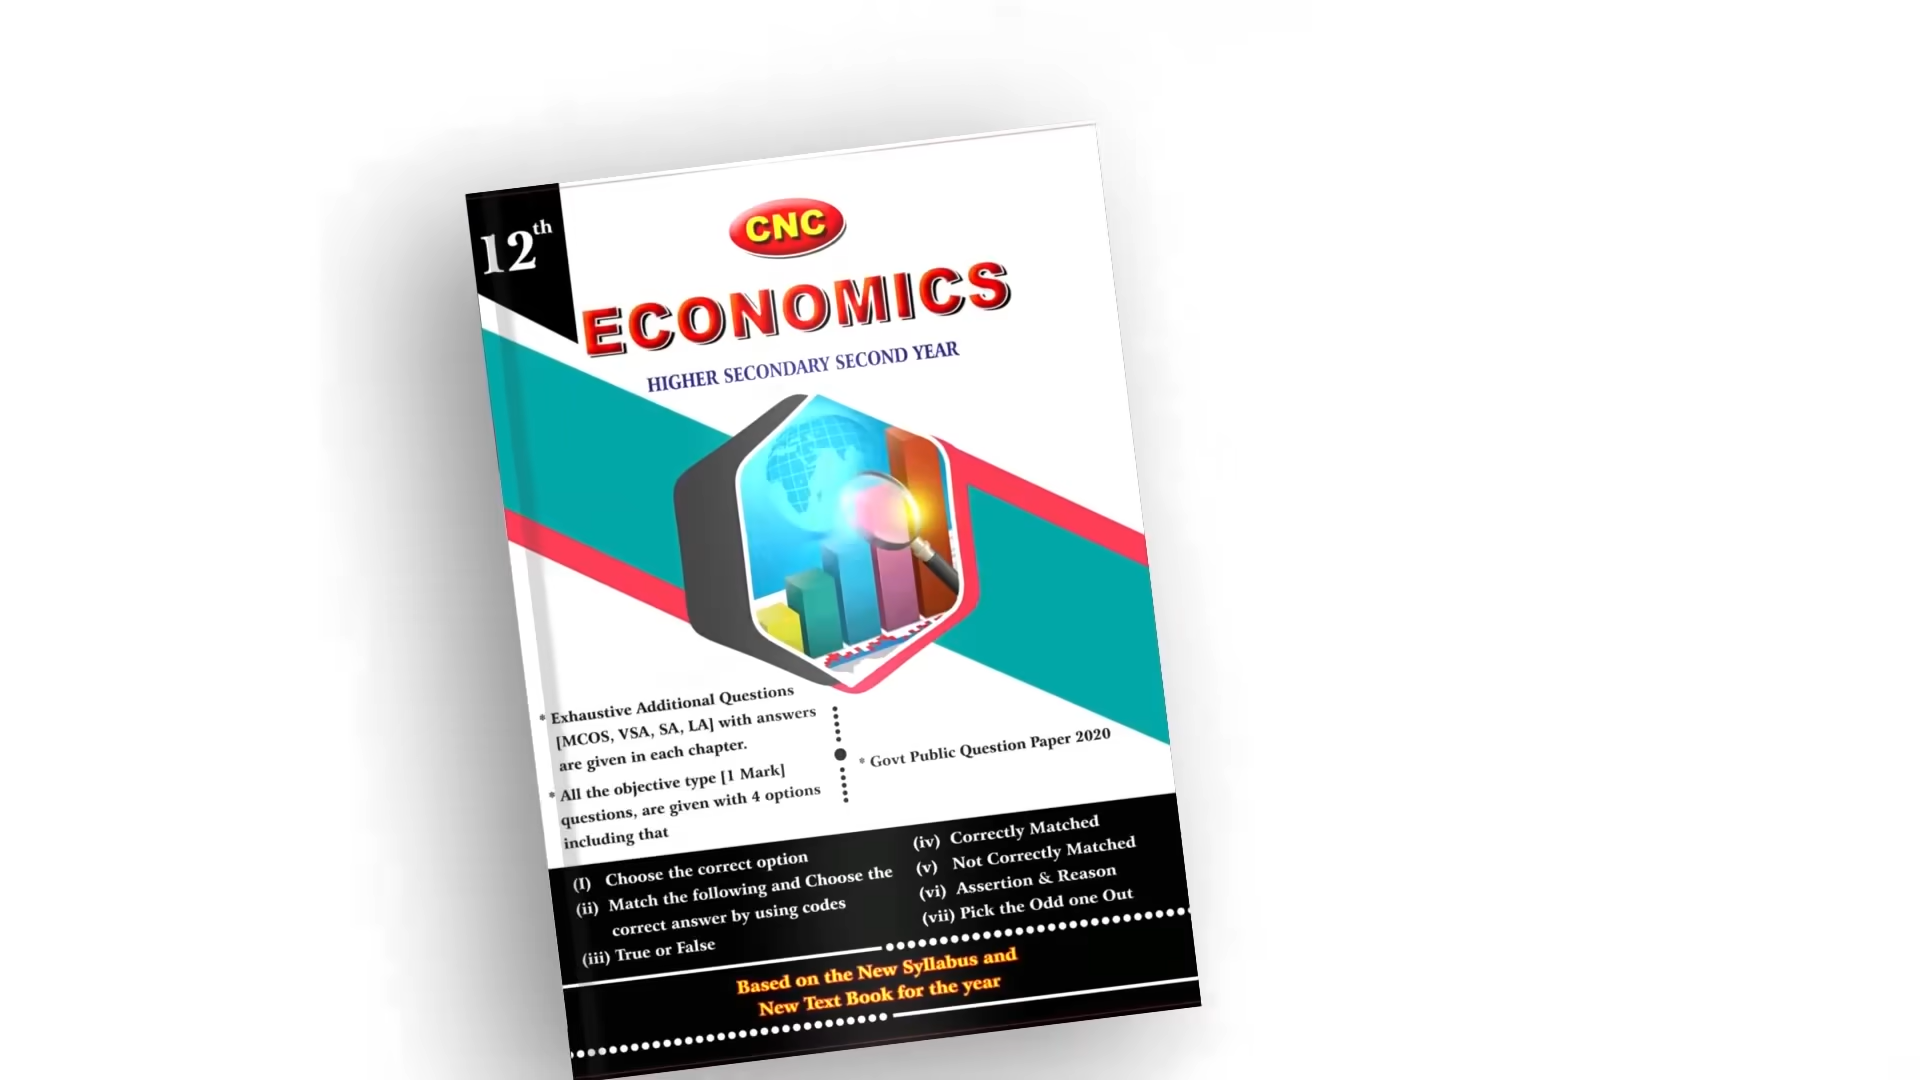 12th
CNC
ECONOMICS
HIGHER SECONDARY SECOND YEAR
* Exhaustive Additional Questions
[MCOS, VSA, SA, LA] with answers
are given in each chapter.
* All the objective type [1 Mark]
questions, are given with 4 options
including that
* Govt Public Question Paper 2020
(I) Choose the correct option
(ii) Match the following and Choose the
correct answer by using codes
(iii) True or False
(iv) Correctly Matched
(v) Not Correctly Matched
(vi) Assertion & Reason
(vii) Pick the Odd one Out
Based on the New Syllabus and
New Text Book for the year